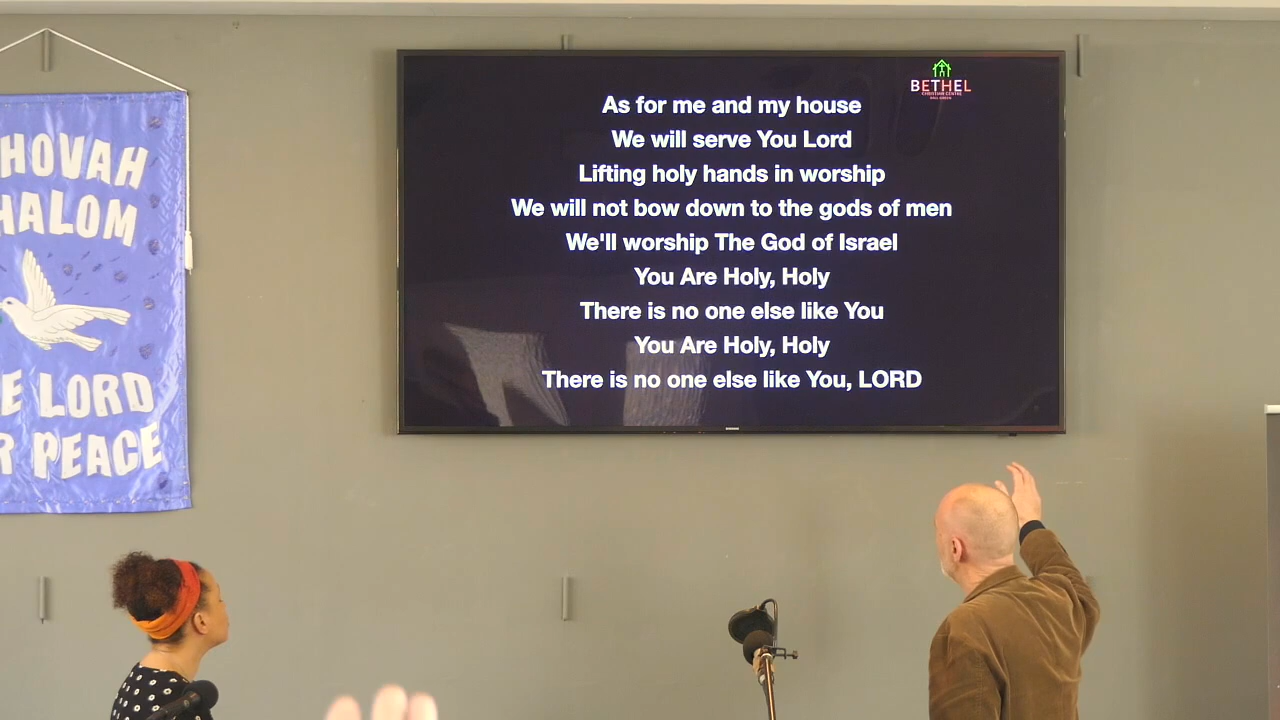 HOVAH
HALOM
E LORD
R PEACE
BETHEL
CHRISTIAN CENTRE
As for me and my house
We will serve You Lord
Lifting holy hands in worship
We will not bow down to the gods of men
We'll worship The God of Israel
You Are Holy, Holy
There is no one else like You
You Are Holy, Holy
There is no one else like You, LORD